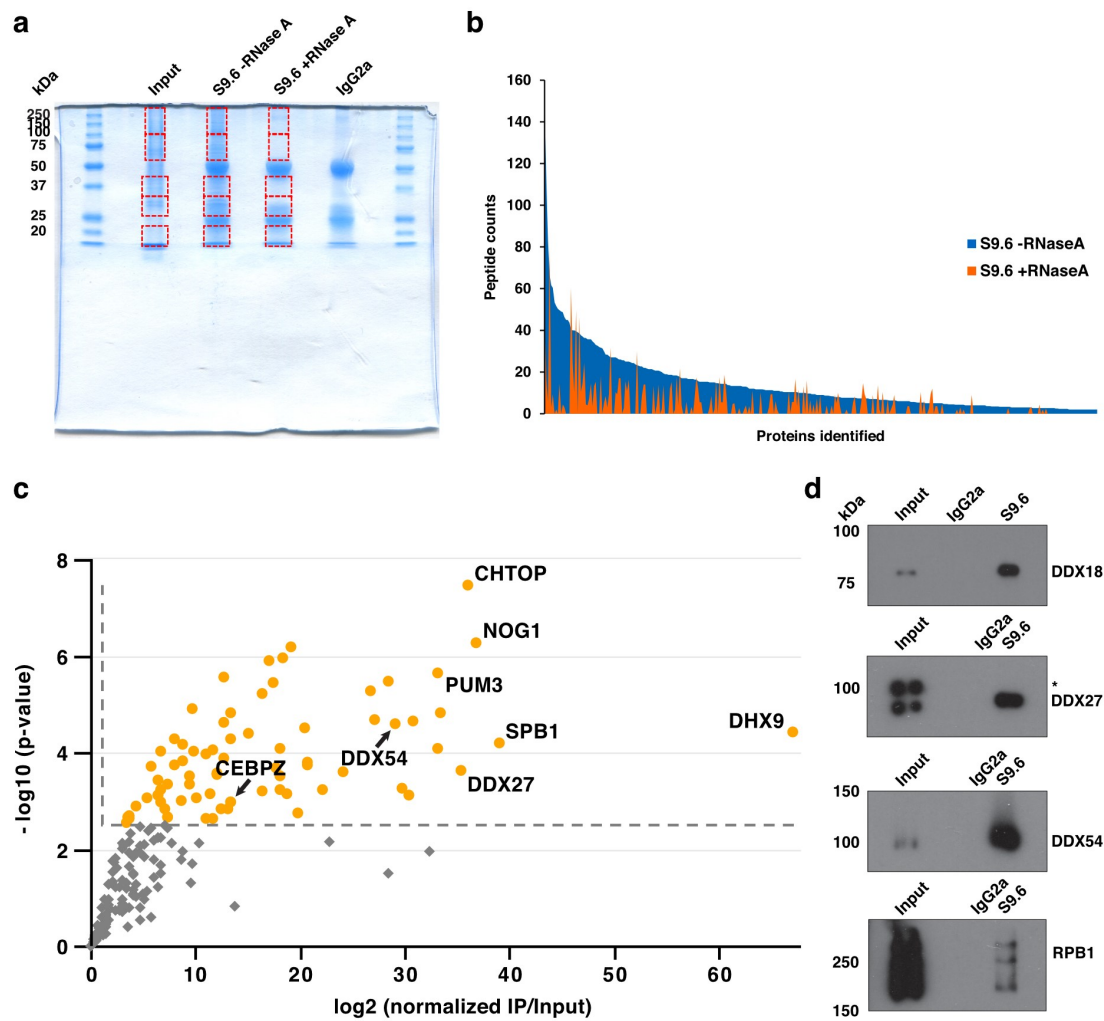 a
kDa
Input
S9.6 -RNase A
S9.6 +RNase A
IgG2a
250
150
100
75
50
37
25
20
b
160
140
120
100
80
60
40
20
0
Peptide counts
S9.6 -RNaseA
S9.6 +RNaseA
Proteins identified
c
8
6
4
2
0
- log10 (p-value)
CHTOP
NOG1
PUM3
SPB1
DHX9
DDX54
CEBPZ
DDX27
0 10 20 30 40 50 60
log2 (normalized IP/Input)
d
kDa
Input
IgG2a
S9.6
100
75
DDX18
Input
IgG2a
S9.6
100
*
DDX27
Input
IgG2a
S9.6
150
100
DDX54
Input
IgG2a
S9.6
250
150
RPB1